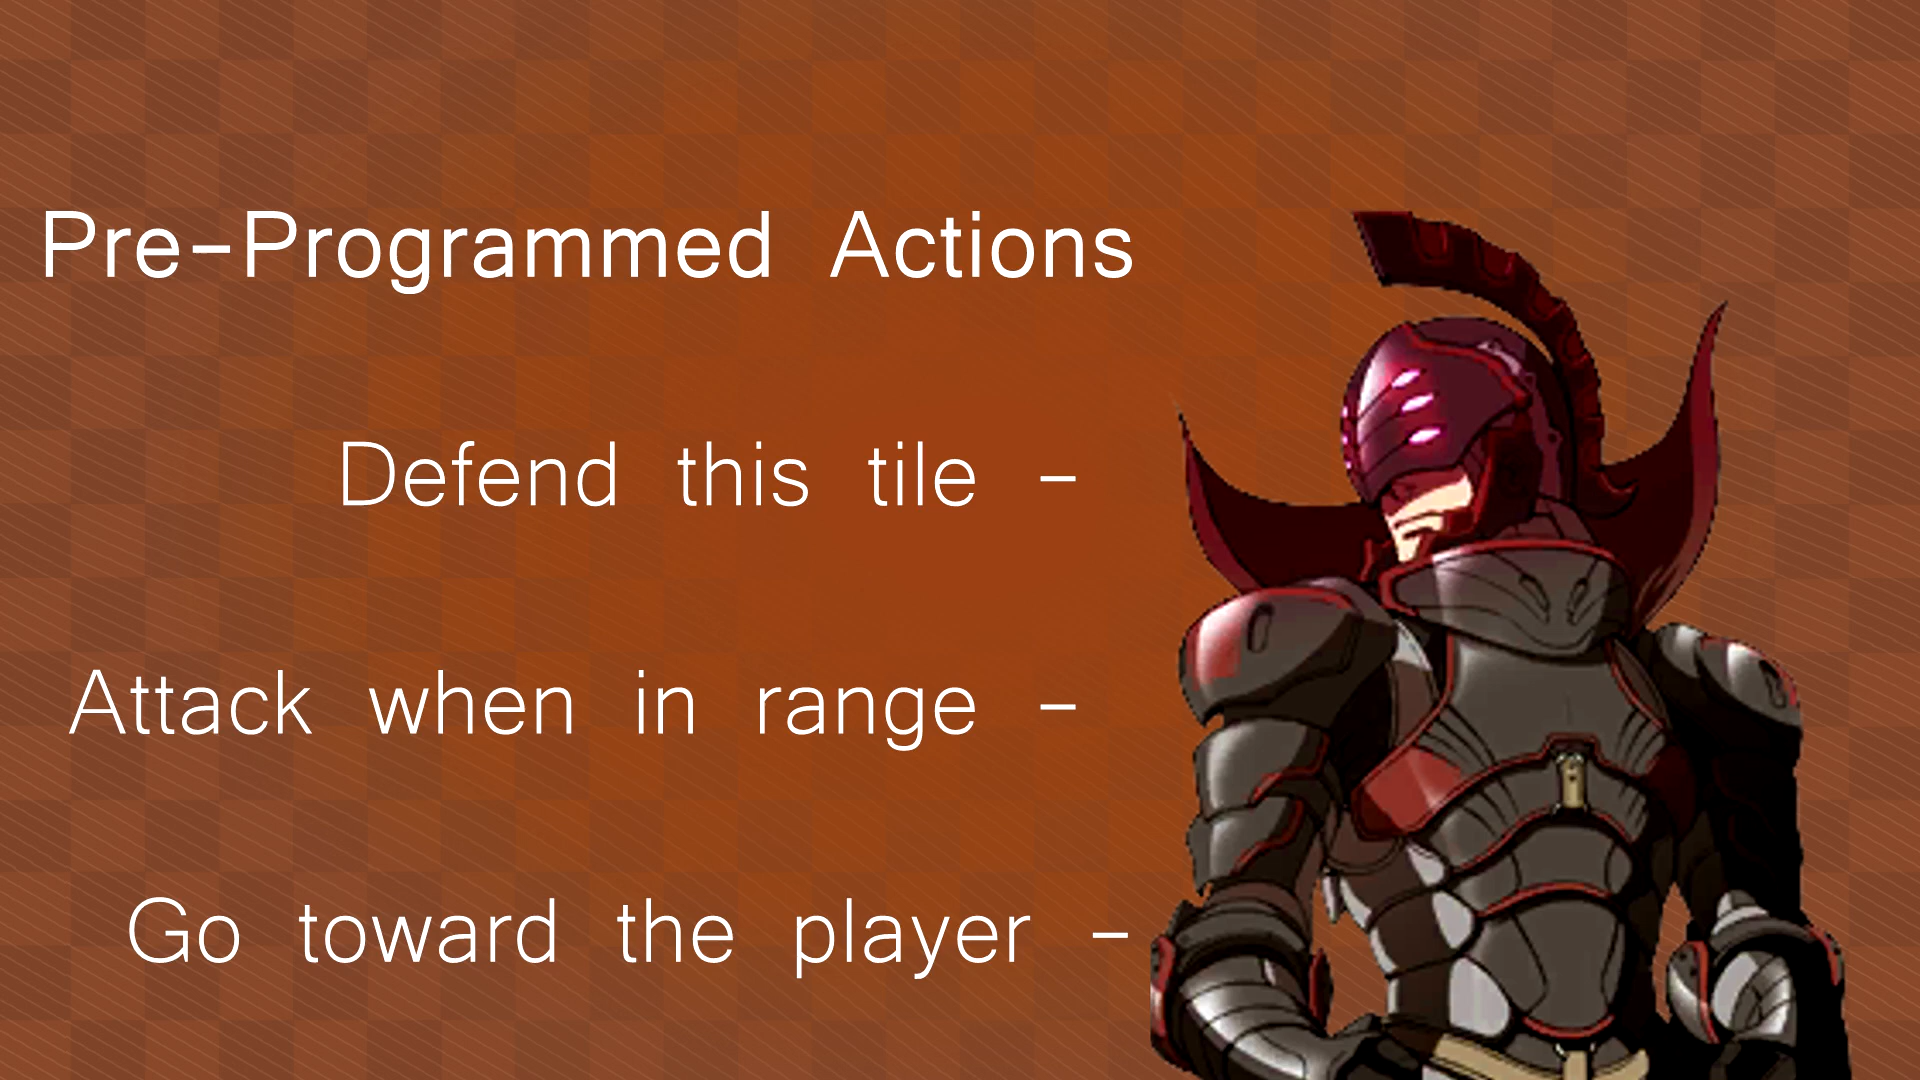 Pre-Programmed Actions
Defend this tile -
Attack when in range -
Go toward the player -